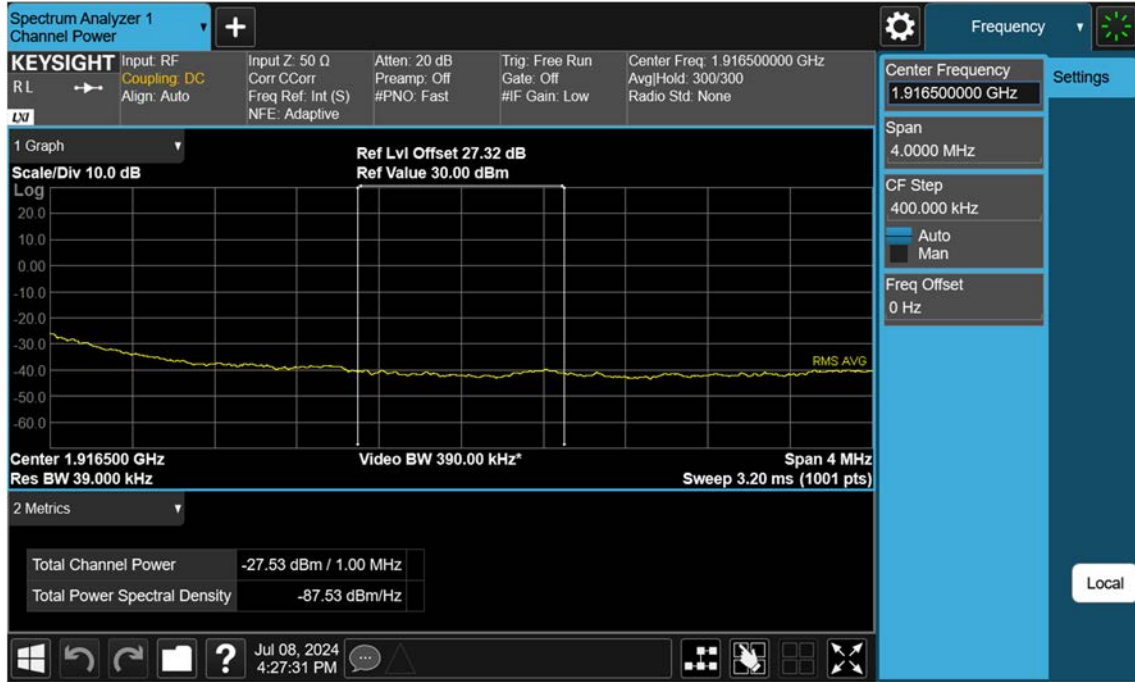 Spectrum Analyzer 1
Channel Power
+
Frequency
KEYSIGHT
R L
LXI
Input: RF
Coupling: DC
Align: Auto
Input Z: 50 Ω
Corr CCorr
Freq Ref: Int (S)
NFE: Adaptive
Atten: 20 dB
Preamp: Off
#PNO: Fast
Trig: Free Run
Gate: Off
#IF Gain: Low
Center Freq: 1.916500000 GHz
Avg|Hold: 300/300
Radio Std: None
Center Frequency
1.916500000 GHz
Settings
Span
4.0000 MHz
CF Step
400.000 kHz
Auto
Man
Freq Offset
0 Hz
1 Graph
Scale/Div 10.0 dB
Ref Lvl Offset 27.32 dB
Ref Value 30.00 dBm
Log
20.0
10.0
0.00
-10.0
-20.0
-30.0
-40.0
-50.0
-60.0
RMS AVG
Center 1.916500 GHz
Video BW 390.00 kHz*
Span 4 MHz
Res BW 39.000 kHz
Sweep 3.20 ms (1001 pts)
2 Metrics
Total Channel Power -27.53 dBm / 1.00 MHz
Total Power Spectral Density -87.53 dBm/Hz
Local
?
Jul 08, 2024
4:27:31 PM